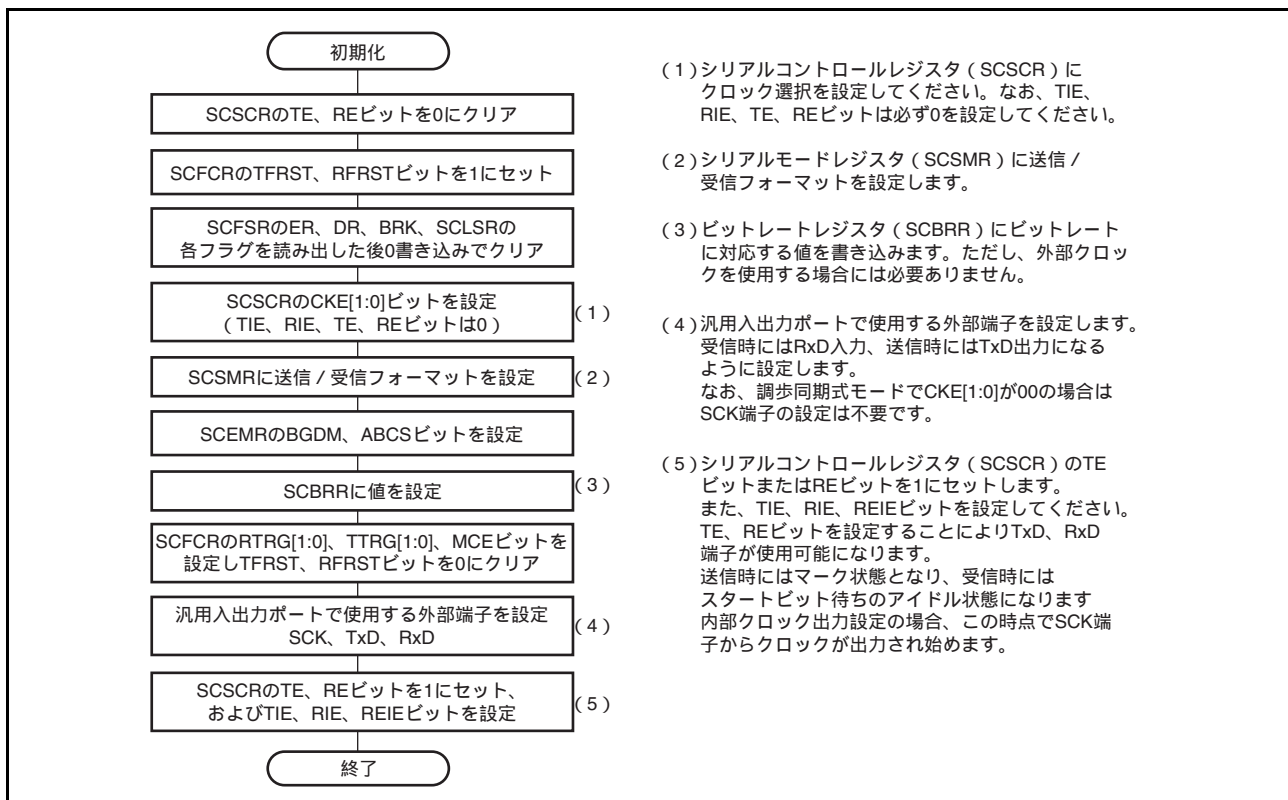 初期化
SCSCRのTE、REビットを0にクリア
SCFCRのTFRST、RFRSTビットを1にセット
SCFSRのER、DR、BRK、SCLSRの
各フラグを読み出した後0書き込みでクリア
SCSCRのCKE[1:0]ビットを設定
（TIE、RIE、TE、REビットは0）
（1）
SCSMRに送信／受信フォーマットを設定
（2）
SCEMRのBGDM、ABCSビットを設定
SCBRRに値を設定
（3）
SCFCRのRTRG[1:0]、TTRG[1:0]、MCEビットを
設定しTFRST、RFRSTビットを0にクリア
汎用入出力ポートで使用する外部端子を設定
SCK、TxD、RxD
（4）
SCSCRのTE、REビットを1にセット、
およびTIE、RIE、REIEビットを設定
（5）
終了
（1）シリアルコントロールレジスタ（SCSCR）に
クロック選択を設定してください。なお、TIE、
RIE、TE、REビットは必ず0を設定してください。
（2）シリアルモードレジスタ（SCSMR）に送信／
受信フォーマットを設定します。
（3）ビットレートレジスタ（SCBRR）にビットレート
に対応する値を書き込みます。ただし、外部クロッ
クを使用する場合には必要ありません。
（4）汎用入出力ポートで使用する外部端子を設定します。
受信時にはRxD入力、送信時にはTxD出力になる
ように設定します。
なお、調歩同期式モードでCKE[1:0]が00の場合は
SCK端子の設定は不要です。
（5）シリアルコントロールレジスタ（SCSCR）のTE
ビットまたはREビットを1にセットします。
また、TIE、RIE、REIEビットを設定してください。
TE、REビットを設定することによりTxD、RxD
端子が使用可能になります。
送信時にはマーク状態となり、受信時には
スタートビット待ちのアイドル状態になります
内部クロック出力設定の場合、この時点でSCK端
子からクロックが出力され始めます。